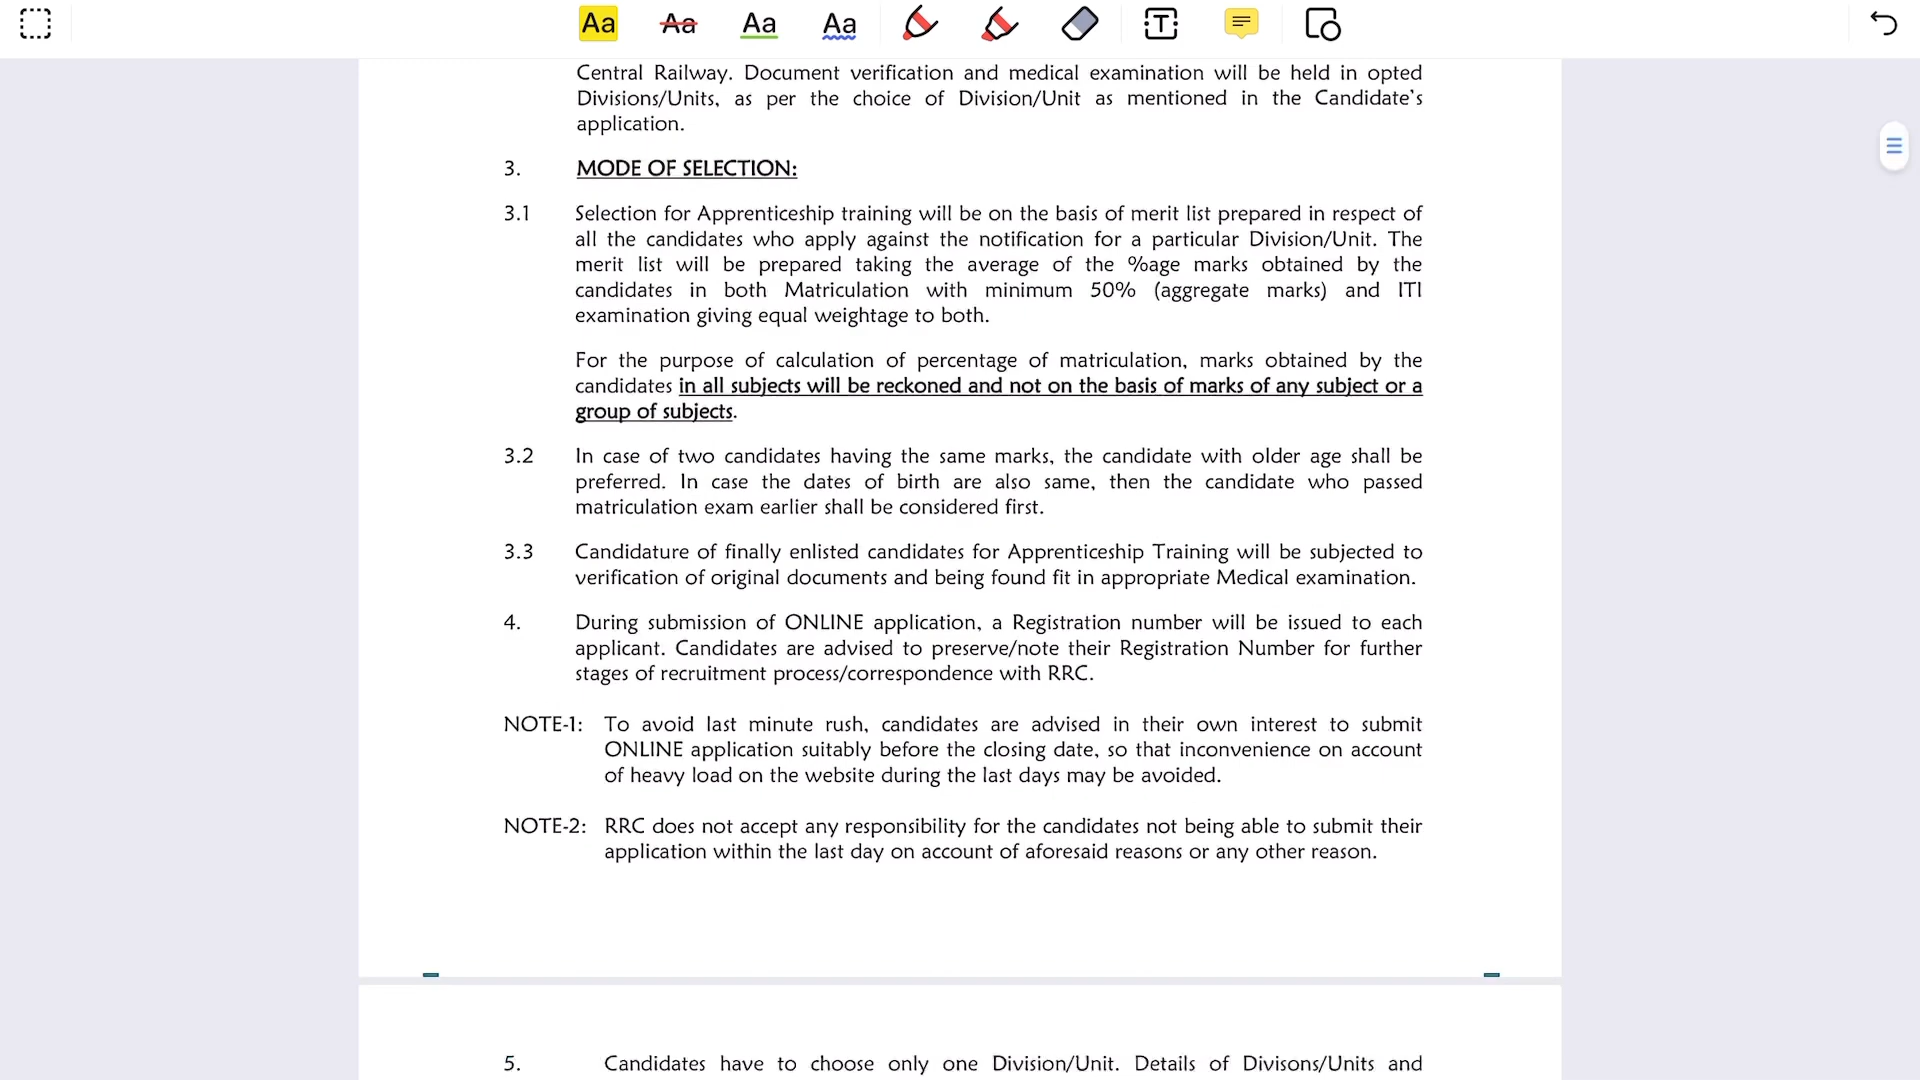 Aa Aa Aa Aa T
Central Railway. Document verification and medical examination will be held in opted
Divisions/Units, as per the choice of Division/Unit as mentioned in the Candidate's
application.
3. MODE OF SELECTION:
3.1 Selection for Apprenticeship training will be on the basis of merit list prepared in respect of
all the candidates who apply against the notification for a particular Division/Unit. The
merit list will be prepared taking the average of the %age marks obtained by the
candidates in both Matriculation with minimum 50% (aggregate marks) and ITI
examination giving equal weightage to both.
For the purpose of calculation of percentage of matriculation, marks obtained by the
candidates in all subjects will be reckoned and not on the basis of marks of any subject or a
group of subjects.
3.2 In case of two candidates having the same marks, the candidate with older age shall be
preferred. In case the dates of birth are also same, then the candidate who passed
matriculation exam earlier shall be considered first.
3.3 Candidature of finally enlisted candidates for Apprenticeship Training will be subjected to
verification of original documents and being found fit in appropriate Medical examination.
4. During submission of ONLINE application, a Registration number will be issued to each
applicant. Candidates are advised to preserve/note their Registration Number for further
stages of recruitment process/correspondence with RRC.
NOTE-1: To avoid last minute rush, candidates are advised in their own interest to submit
ONLINE application suitably before the closing date, so that inconvenience on account
of heavy load on the website during the last days may be avoided.
NOTE-2: RRC does not accept any responsibility for the candidates not being able to submit their
application within the last day on account of aforesaid reasons or any other reason.
5. Candidates have to choose only one Division/Unit. Details of Divisons/Units and